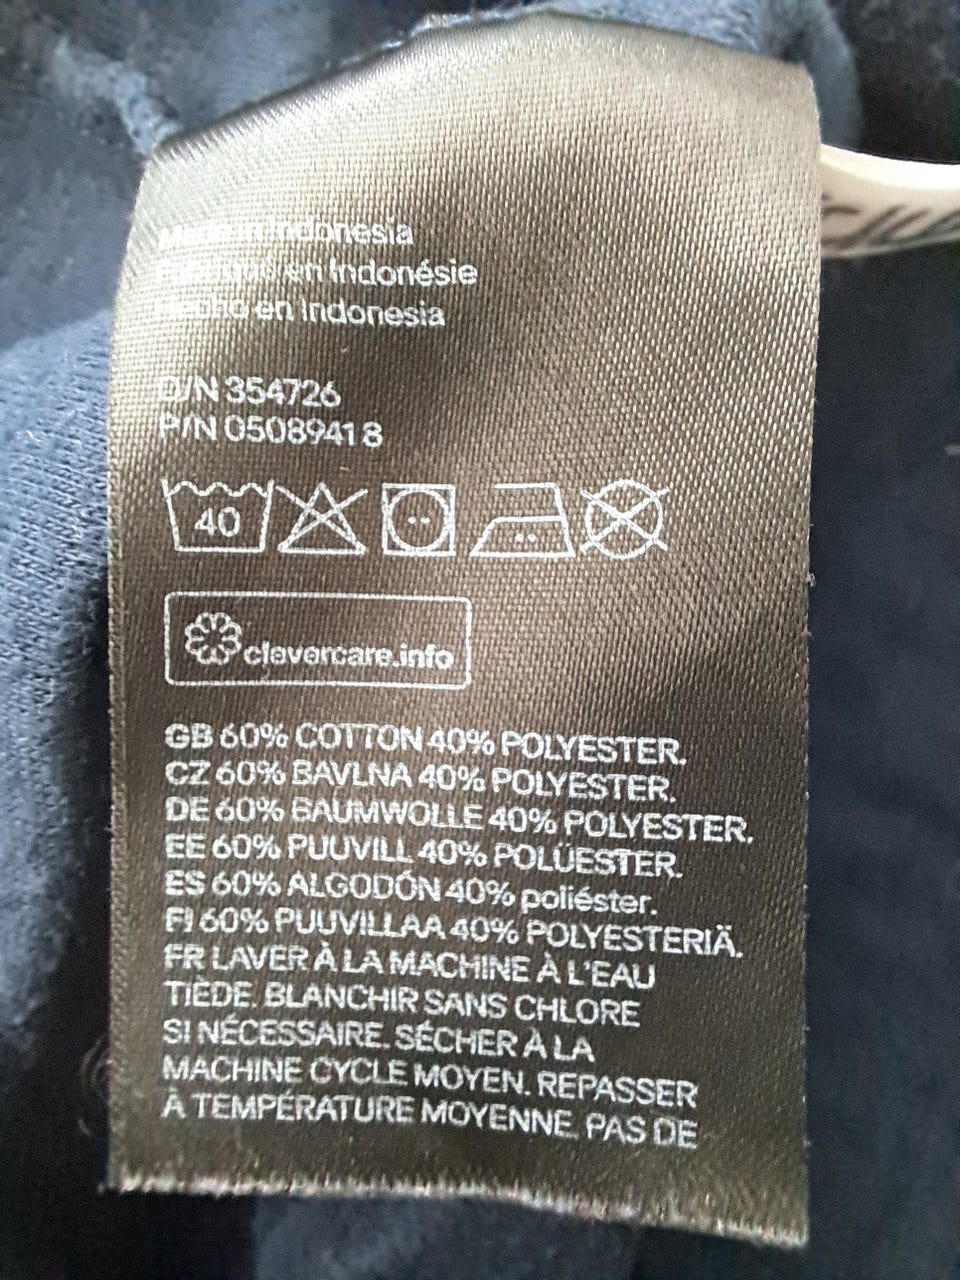 Made in Indonesia
Fabriqué en Indonésie
Hecho en Indonesia
D/N 354726
P/N 05089418
40
clevercare.info
GB 60% COTTON 40% POLYESTER.
CZ 60% BAVLNA 40% POLYESTER.
DE 60% BAUMWOLLE 40% POLYESTER.
EE 60% PUUVILL 40% POLÜESTER.
ES 60% ALGODÓN 40% poliéster.
FI 60% PUUVILLAA 40% POLYESTERIÄ.
FR LAVER À LA MACHINE À L'EAU
TIÈDE. BLANCHIR SANS CHLORE
SI NÉCESSAIRE. SÉCHER À LA
MACHINE CYCLE MOYEN. REPASSER
À TEMPÉRATURE MOYENNE. PAS DE